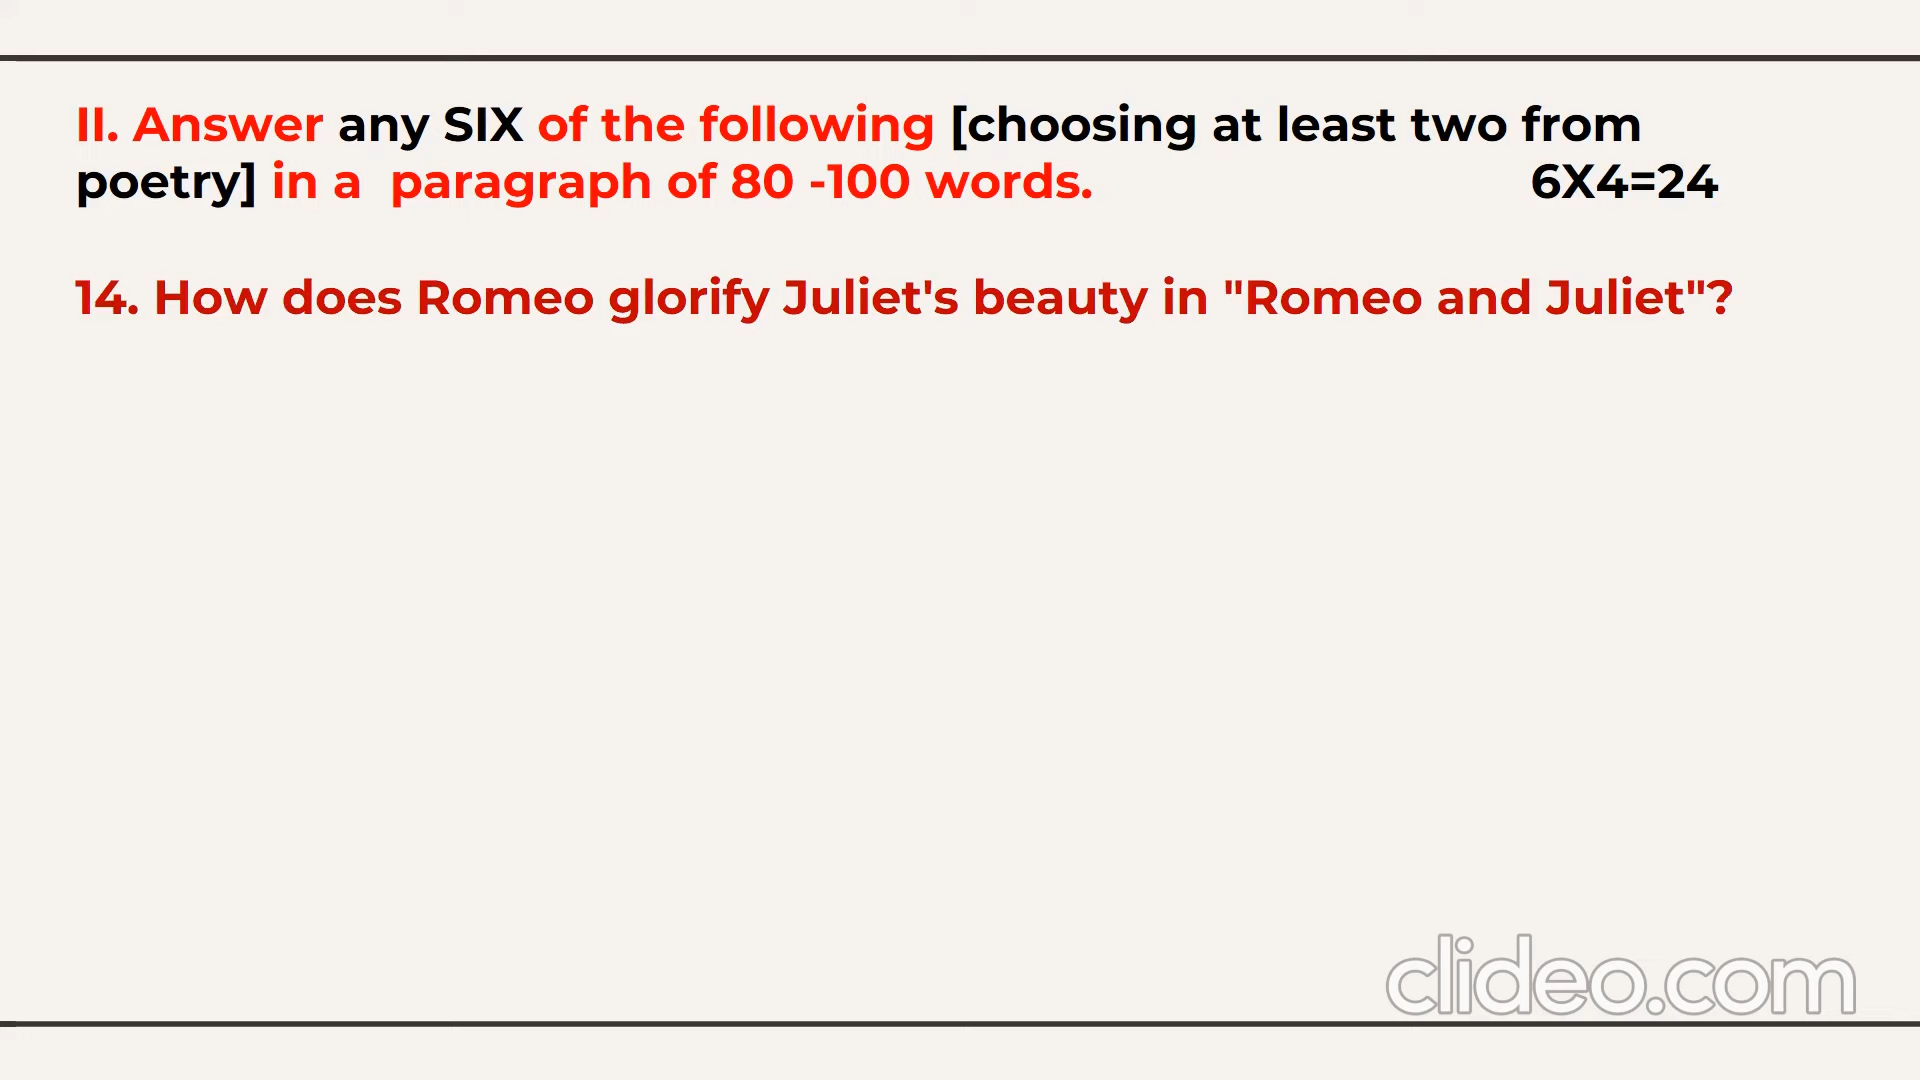 II. Answer any SIX of the following [choosing at least two from
poetry] in a  paragraph of 80 -100 words. 6X4=24
14. How does Romeo glorify Juliet's beauty in "Romeo and Juliet"?
clideo.com